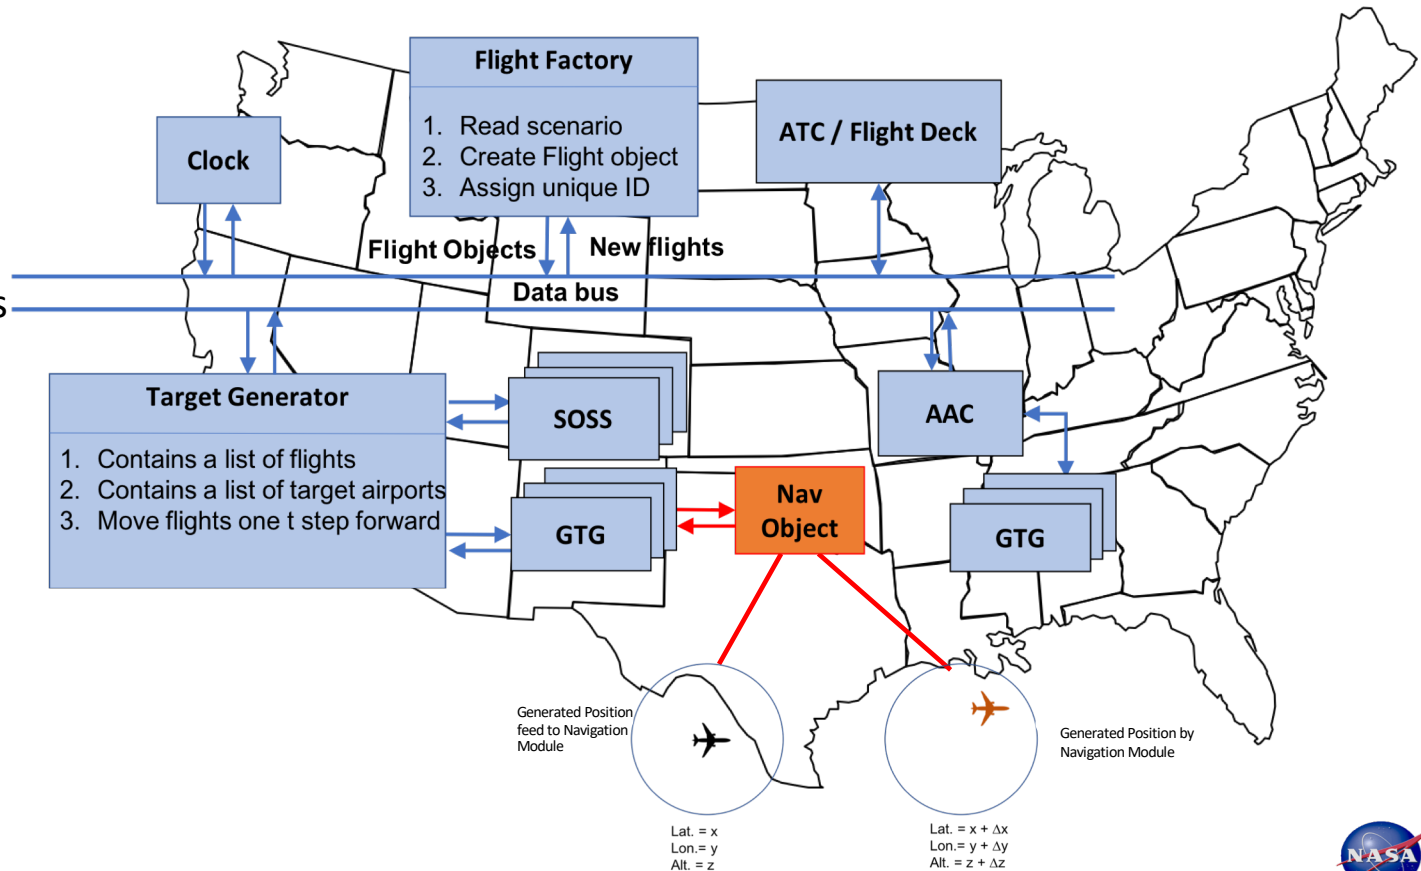 Flight Factory
1. Read scenario
2. Create Flight object
3. Assign unique ID
ATC / Flight Deck
Clock
Flight Objects
New flights
Data bus
s
Target Generator
1. Contains a list of flights
2. Contains a list of target airports
3. Move flights one t step forward
SOSS
AAC
GTG
Nav
Object
GTG
Generated Position
feed to Navigation
Module
Generated Position by
Navigation Module
Lat. = x
Lon.= y
Alt. = z
Lat. = x + Δx
Lon.= y + Δy
Alt. = z + Δz
NASA